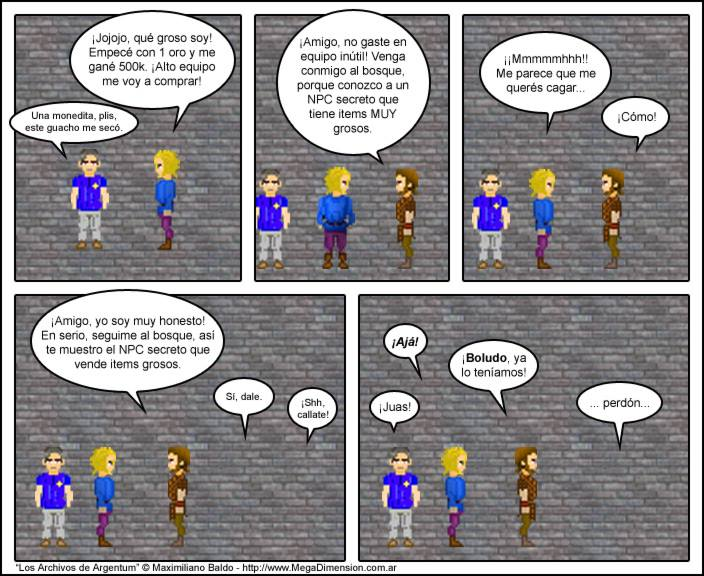 ¡Jojojo, qué groso soy!
Empecé con 1 oro y me
gané 500k. ¡Alto equipo
me voy a comprar!
Una monedita, plis,
este guacho me secó.
¡Amigo, no gaste en
equipo inútil! Venga
conmigo al bosque,
porque conozco a un
NPC secreto que
tiene items MUY
grosos.
¡¡Mmmmmhhh!!
Me parece que me
querés cagar...
¡Cómo!
¡Amigo, yo soy muy honesto!
En serio, seguime al bosque, así
te muestro el NPC secreto que
vende items grosos.
Sí, dale.
¡Shh,
callate!
¡Ajá!
¡Juas!
¡Boludo, ya
lo teníamos!
... perdón...
"Los Archivos de Argentum" © Maximiliano Baldo - http://www.MegaDimension.com.ar